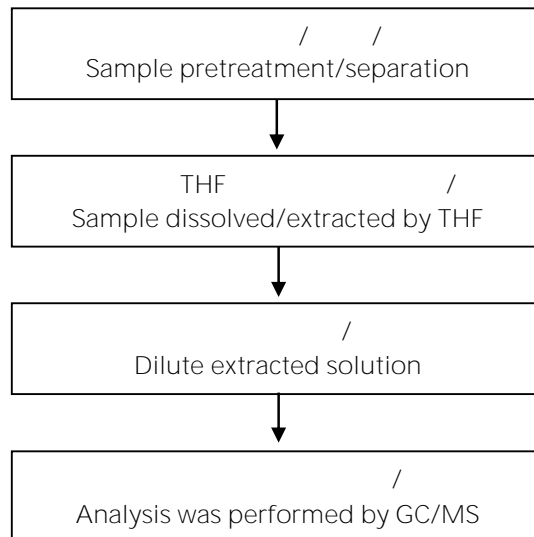 / /
Sample pretreatment/separation
THF /
Sample dissolved/extracted by THF
/
Dilute extracted solution
/
Analysis was performed by GC/MS